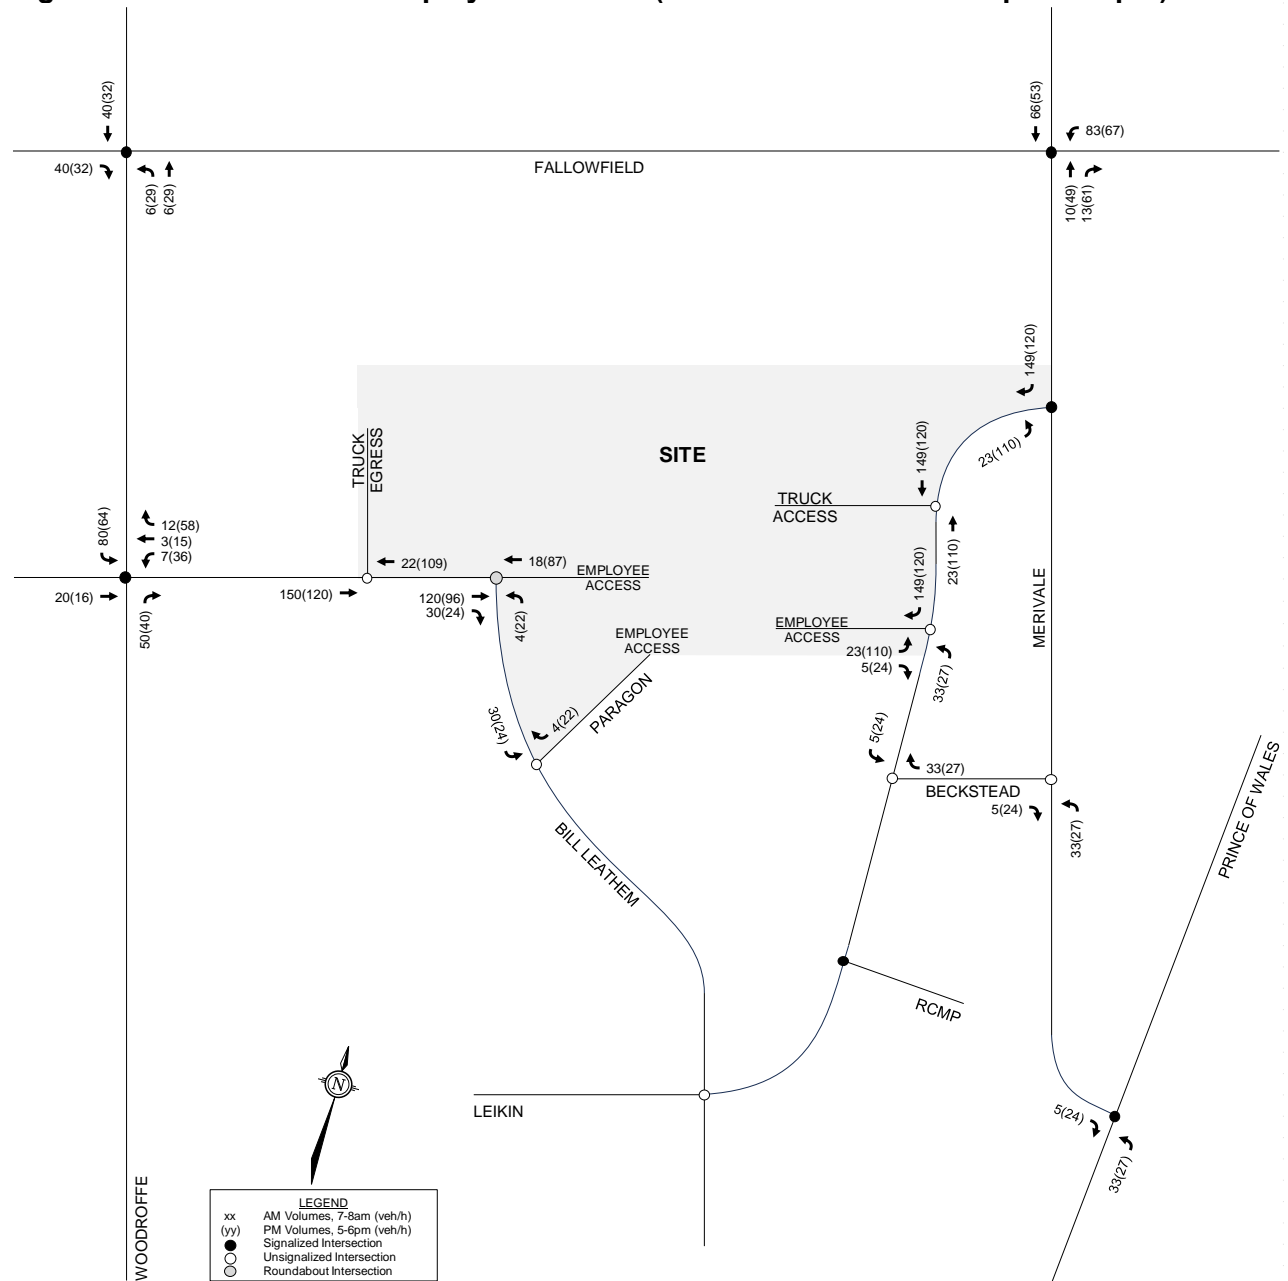 40(32)
66(53)
83(67)
40(32)
6(29)
6(29)
FALLOWFIELD
10(49)
13(61)
149(120)
23(110)
SITE
TRUCK
EGRESS
149(120)
TRUCK
ACCESS
80(64)
12(58)
3(15)
7(36)
22(109)
18(87)
EMPLOYEE
ACCESS
23(110)
149(120)
MERIVALE
20(16)
50(40)
150(120)
120(96)
30(24)
4(22)
EMPLOYEE
ACCESS
EMPLOYEE
ACCESS
23(110)
5(24)
33(27)
30(24)
4(22)
PARAGON
5(24)
33(27)
BECKSTEAD
5(24)
33(27)
PRINCE OF WALES
BILL LEATHEM
RCMP
LEIKIN
N
5(24)
33(27)
WOODROFFE
LEGEND
xx AM Volumes, 7-8am (veh/h)
(yy) PM Volumes, 5-6pm (veh/h)
Signalized Intersection
Unsignalized Intersection
Roundabout Intersection